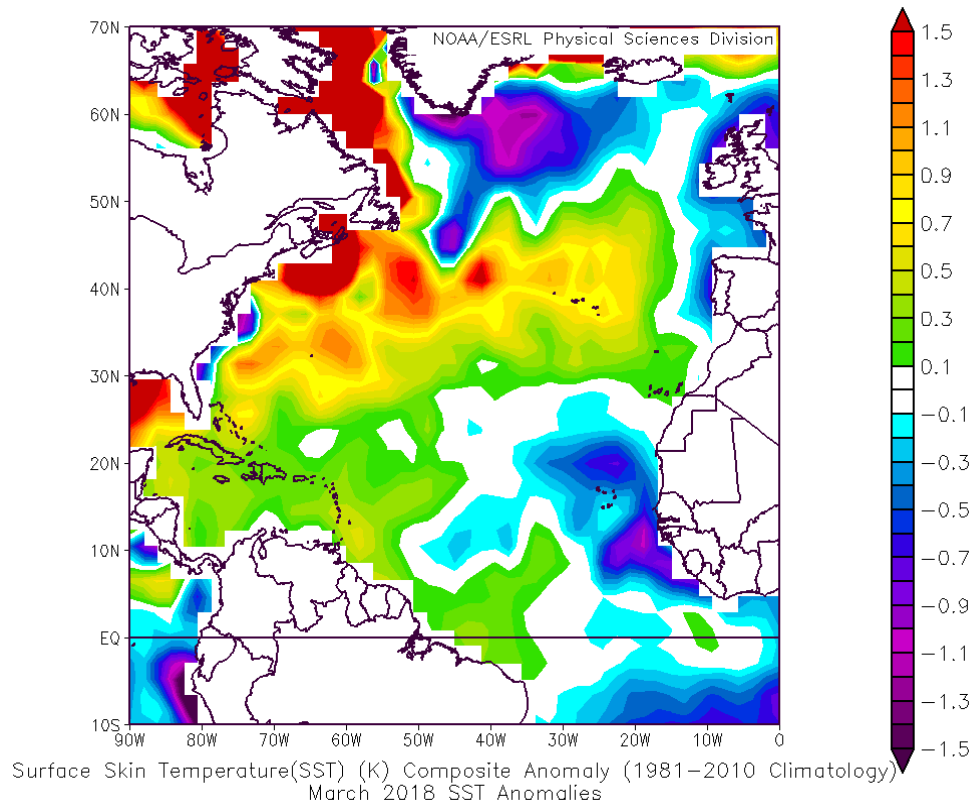 NOAA/ESRL Physical Sciences Division
70N
60N
50N
40N
30N
20N
10N
EQ
10S
90W 80W 70W 60W 50W 40W 30W 20W 10W 0
1.5
1.3
1.1
0.9
0.7
0.5
0.3
0.1
−0.1
−0.3
−0.5
−0.7
−0.9
−1.1
−1.3
−1.5
Surface Skin Temperature(SST) (K) Composite Anomaly (1981−2010 Climatology)
March 2018 SST Anomalies